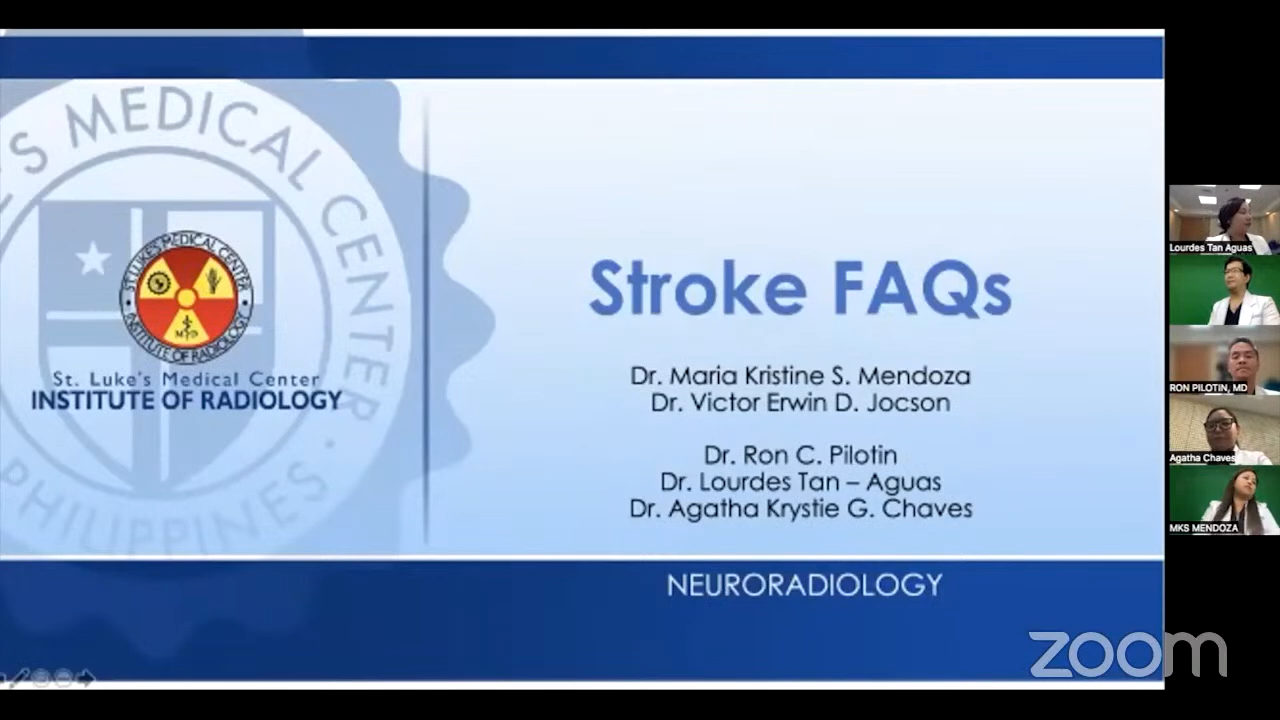 'S MEDICAL CENTER
PHILIPPINES
ST. LUKE'S MEDICAL CENTER
INSTITUTE OF RADIOLOGY
St. Luke's Medical Center
INSTITUTE OF RADIOLOGY
Stroke FAQs
Dr. Maria Kristine S. Mendoza
Dr. Victor Erwin D. Jocson
Dr. Ron C. Pilotin
Dr. Lourdes Tan – Aguas
Dr. Agatha Krystie G. Chaves
NEURORADIOLOGY
Lourdes Tan Aguas
RON PILOTIN, MD
Agatha Chaves
MKS MENDOZA
zoom